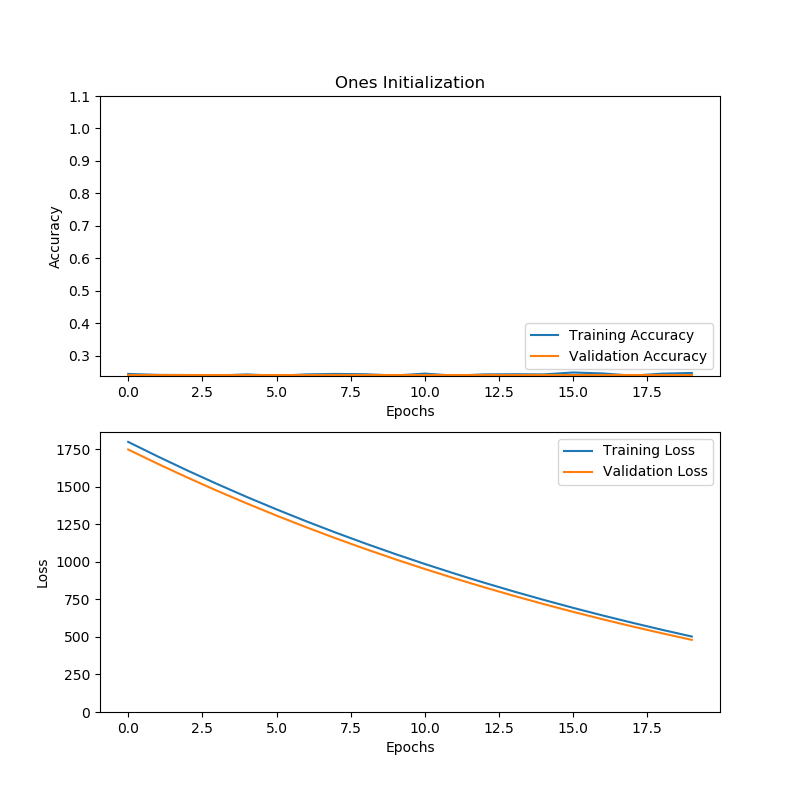 Ones Initialization
1.1
1.0
0.9
0.8
0.7
0.6
0.5
0.4
0.3
Accuracy
Training Accuracy
Validation Accuracy
0.0 2.5 5.0 7.5 10.0 12.5 15.0 17.5
Epochs
1750
1500
1250
1000
750
500
250
0
Loss
Training Loss
Validation Loss
0.0 2.5 5.0 7.5 10.0 12.5 15.0 17.5
Epochs